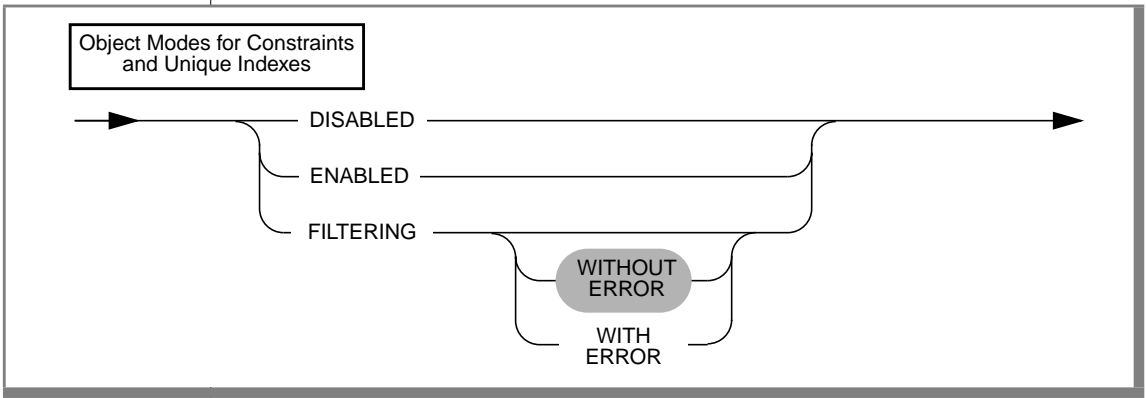 Object Modes for Constraints
and Unique Indexes
DISABLED
ENABLED
FILTERING
WITHOUT
ERROR
WITH
ERROR